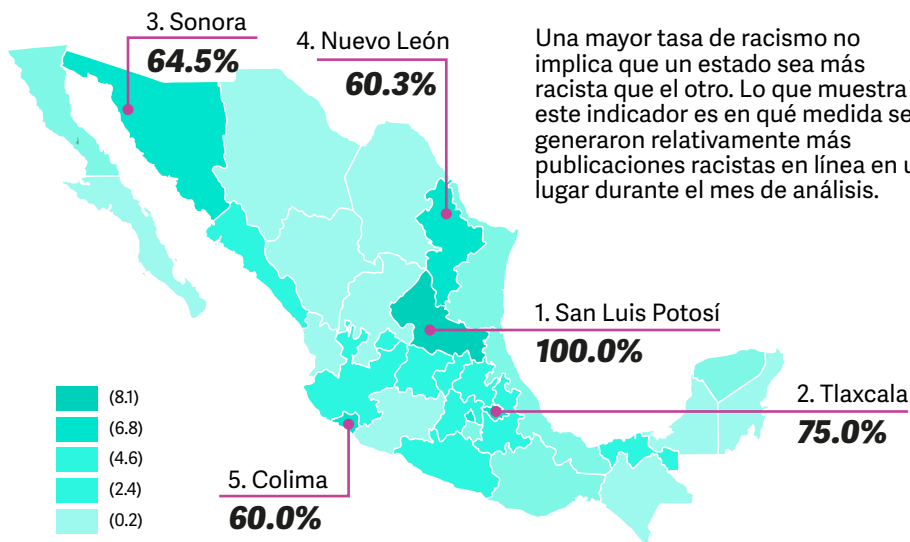 3. Sonora
64.5%
4. Nuevo León
60.3%
Una mayor tasa de racismo no
implica que un estado sea más
racista que el otro. Lo que muestra
este indicador es en qué medida se
generaron relativamente más
publicaciones racistas en línea en
lugar durante el mes de análisis.
1. San Luis Potosí
100.0%
2. Tlaxcala
75.0%
5. Colima
60.0%
(8.1)
(6.8)
(4.6)
(2.4)
(0.2)